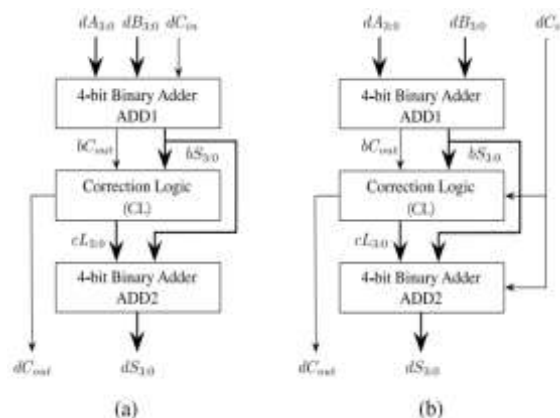 dA₃:₀ dB₃:₀ dCᵢₙ
4-bit Binary Adder
ADD1
bCₒᵤₜ bS₃:₀
Correction Logic
(CL)
cL₃:₀
4-bit Binary Adder
ADD2
dCₒᵤₜ dS₃:₀
(a)
dA₃:₀ dB₃:₀
4-bit Binary Adder
ADD1
bCₒᵤₜ bS₃:₀
Correction Logic
(CL)
cL₃:₀
4-bit Binary Adder
ADD2
dCₒᵤₜ dS₃:₀
(b)